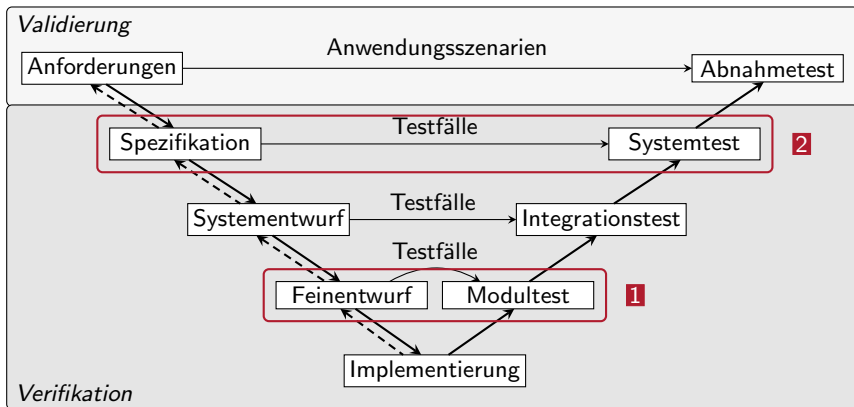 Validierung
Anwendungsszenarien
Anforderungen
Abnahmetest
Testfälle
Spezifikation
Systemtest
2
Testfälle
Systementwurf
Integrationstest
Testfälle
Feinentwurf
Modultest
1
Implementierung
Verifikation